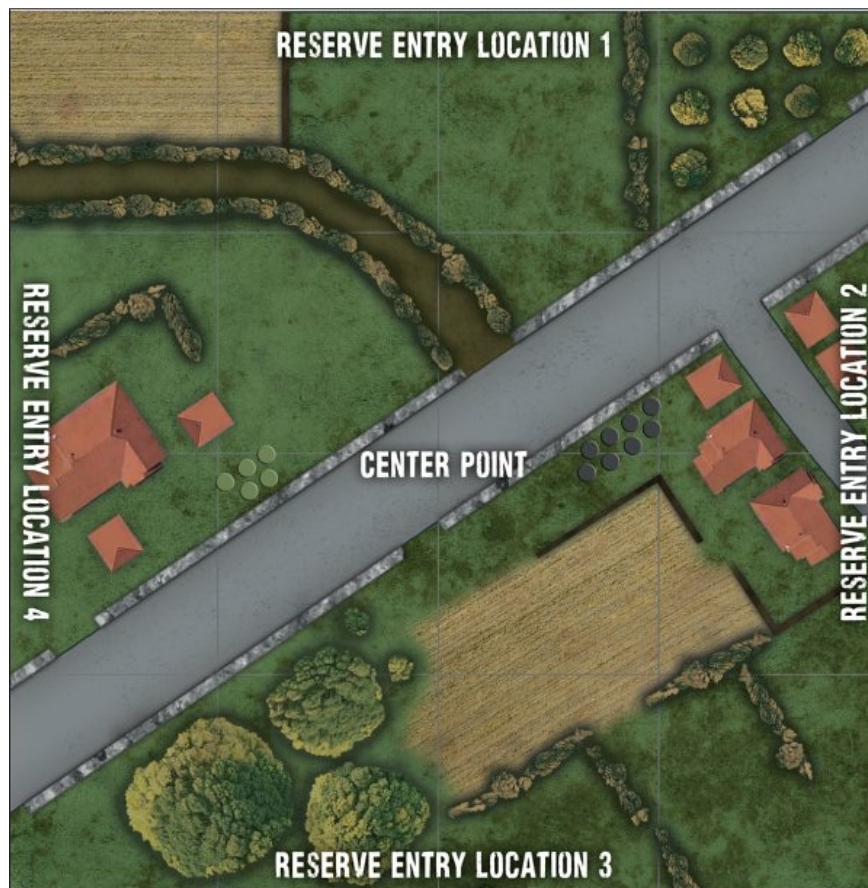 RESERVE ENTRY LOCATION 1
RESERVE ENTRY LOCATION 2
RESERVE ENTRY LOCATION 4
CENTER POINT
RESERVE ENTRY LOCATION 3